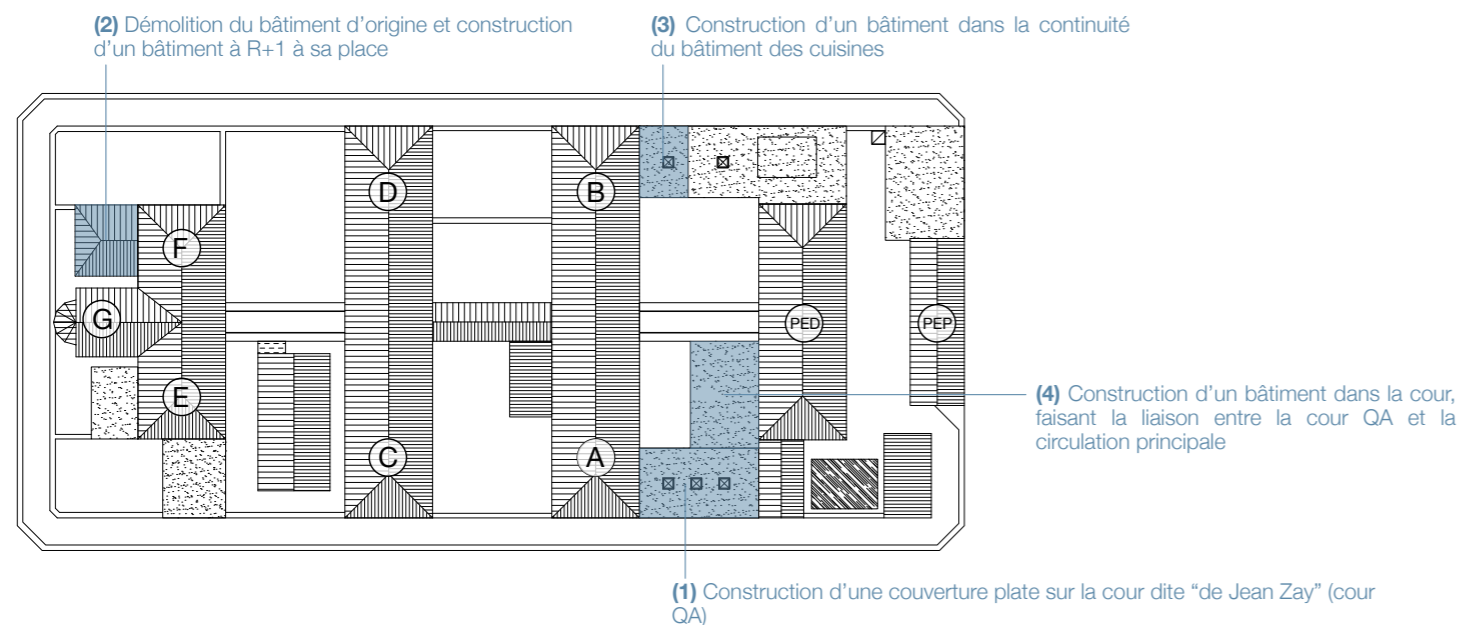 (2) Démolition du bâtiment d’origine et construction
d’un bâtiment à R+1 à sa place
(3) Construction d’un bâtiment dans la continuité
du bâtiment des cuisines
D
B
F
G
PED
PEP
E
C
A
(4) Construction d’un bâtiment dans la cour,
faisant la liaison entre la cour QA et la
circulation principale
(1) Construction d’une couverture plate sur la cour dite “de Jean Zay” (cour
QA)